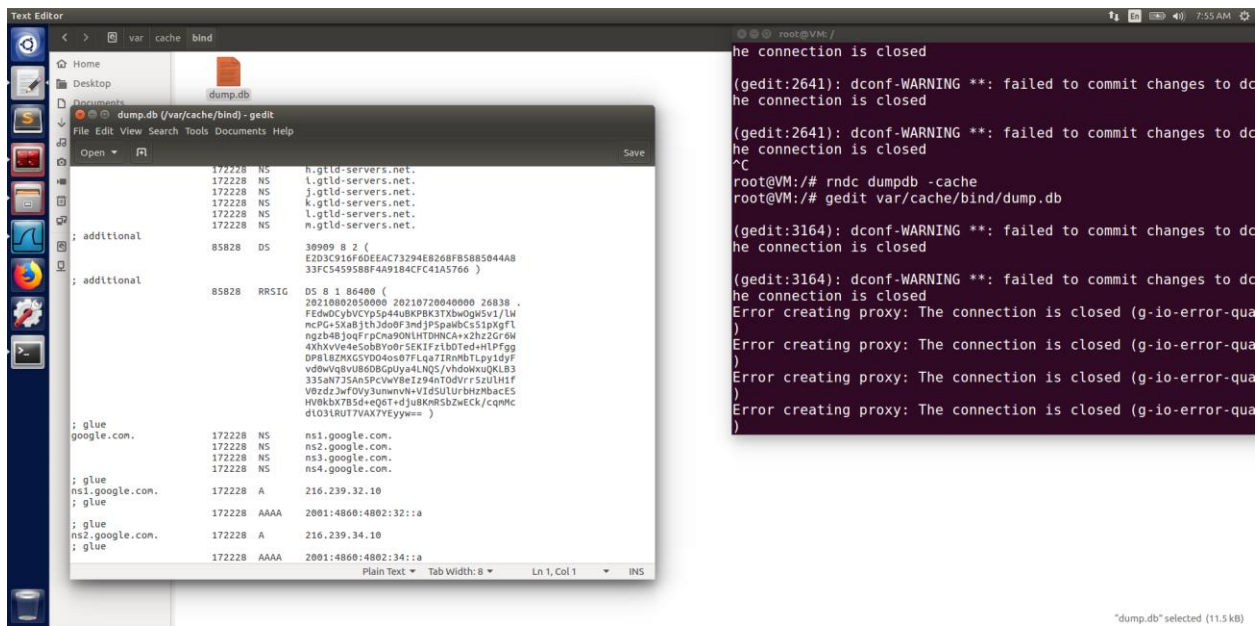 Text Editor
En 7:55 AM
var cache bind
Home
Desktop
Documents
dump.db
dump.db (/var/cache/bind) - gedit
File Edit View Search Tools Documents Help
Open Save
172228 NS h.gtld-servers.net.
172228 NS i.gtld-servers.net.
172228 NS j.gtld-servers.net.
172228 NS k.gtld-servers.net.
172228 NS l.gtld-servers.net.
172228 NS m.gtld-servers.net.
; additional
85828 DS 30909 8 2 (
E2D3C916F6DEEAC73294E8268FB5885044A8
33FC5459588F4A9184CFC41A5766 )
; additional
85828 RRSIG DS 8 1 86400 (
20210802050000 20210720040000 26838 .
diO3iRUT7VAX7YEyyw== )
; glue
google.com. 172228 NS ns1.google.com.
172228 NS ns2.google.com.
172228 NS ns3.google.com.
172228 NS ns4.google.com.
; glue
ns1.google.com. 172228 A 216.239.32.10
; glue
172228 AAAA 2001:4860:4802:32::a
; glue
ns2.google.com. 172228 A 216.239.34.10
; glue
172228 AAAA 2001:4860:4802:34::a
Plain Text Tab Width: 8 Ln 1, Col 1 INS
root@VM: /
he connection is closed
(gedit:2641): dconf-WARNING **: failed to commit changes to dc
he connection is closed
(gedit:2641): dconf-WARNING **: failed to commit changes to dc
he connection is closed
^C
root@VM:/# rndc dumpdb -cache
root@VM:/# gedit var/cache/bind/dump.db
(gedit:3164): dconf-WARNING **: failed to commit changes to dc
he connection is closed
(gedit:3164): dconf-WARNING **: failed to commit changes to dc
he connection is closed
Error creating proxy: The connection is closed (g-io-error-qua
)
Error creating proxy: The connection is closed (g-io-error-qua
)
Error creating proxy: The connection is closed (g-io-error-qua
)
Error creating proxy: The connection is closed (g-io-error-qua
)
"dump.db" selected (11.5 kB)